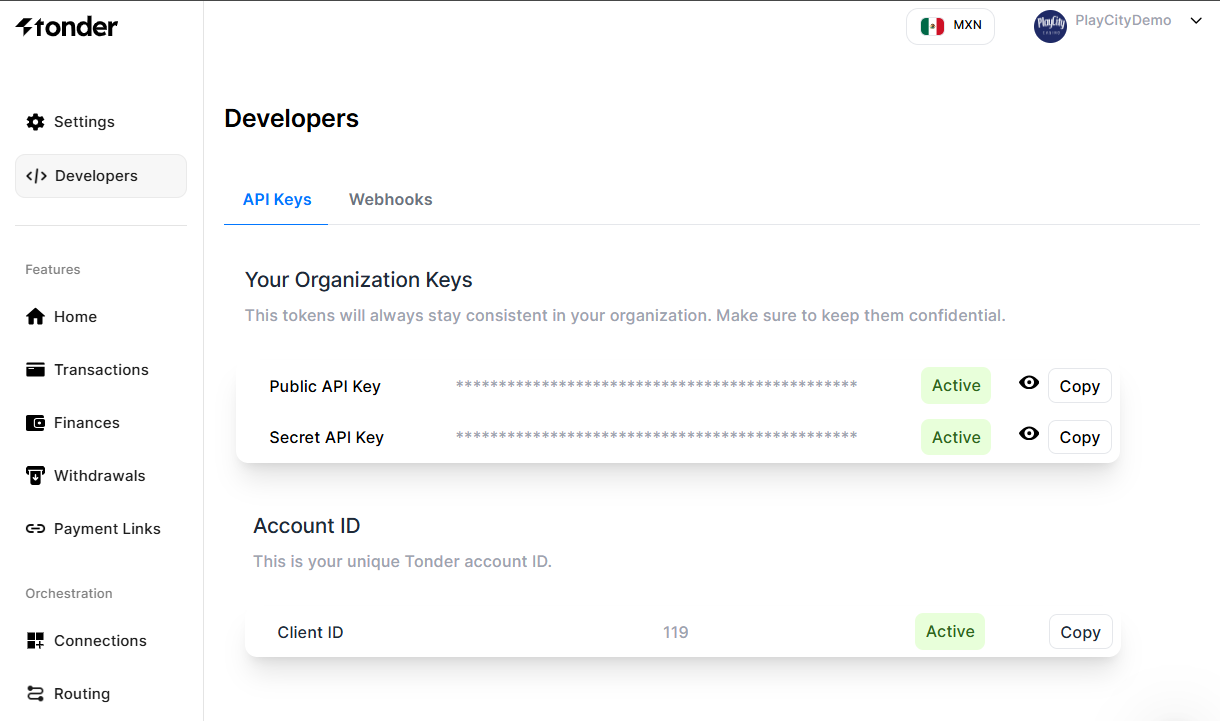 tonder
MXN
PlayCity
CASINO
PlayCityDemo
Settings
Developers
Features
Home
Transactions
Finances
Withdrawals
Payment Links
Orchestration
Connections
Routing
Developers
API Keys Webhooks
Your Organization Keys
This tokens will always stay consistent in your organization. Make sure to keep them confidential.
Public API Key *********************************************** Active Copy
Secret API Key *********************************************** Active Copy
Account ID
This is your unique Tonder account ID.
Client ID 119 Active Copy